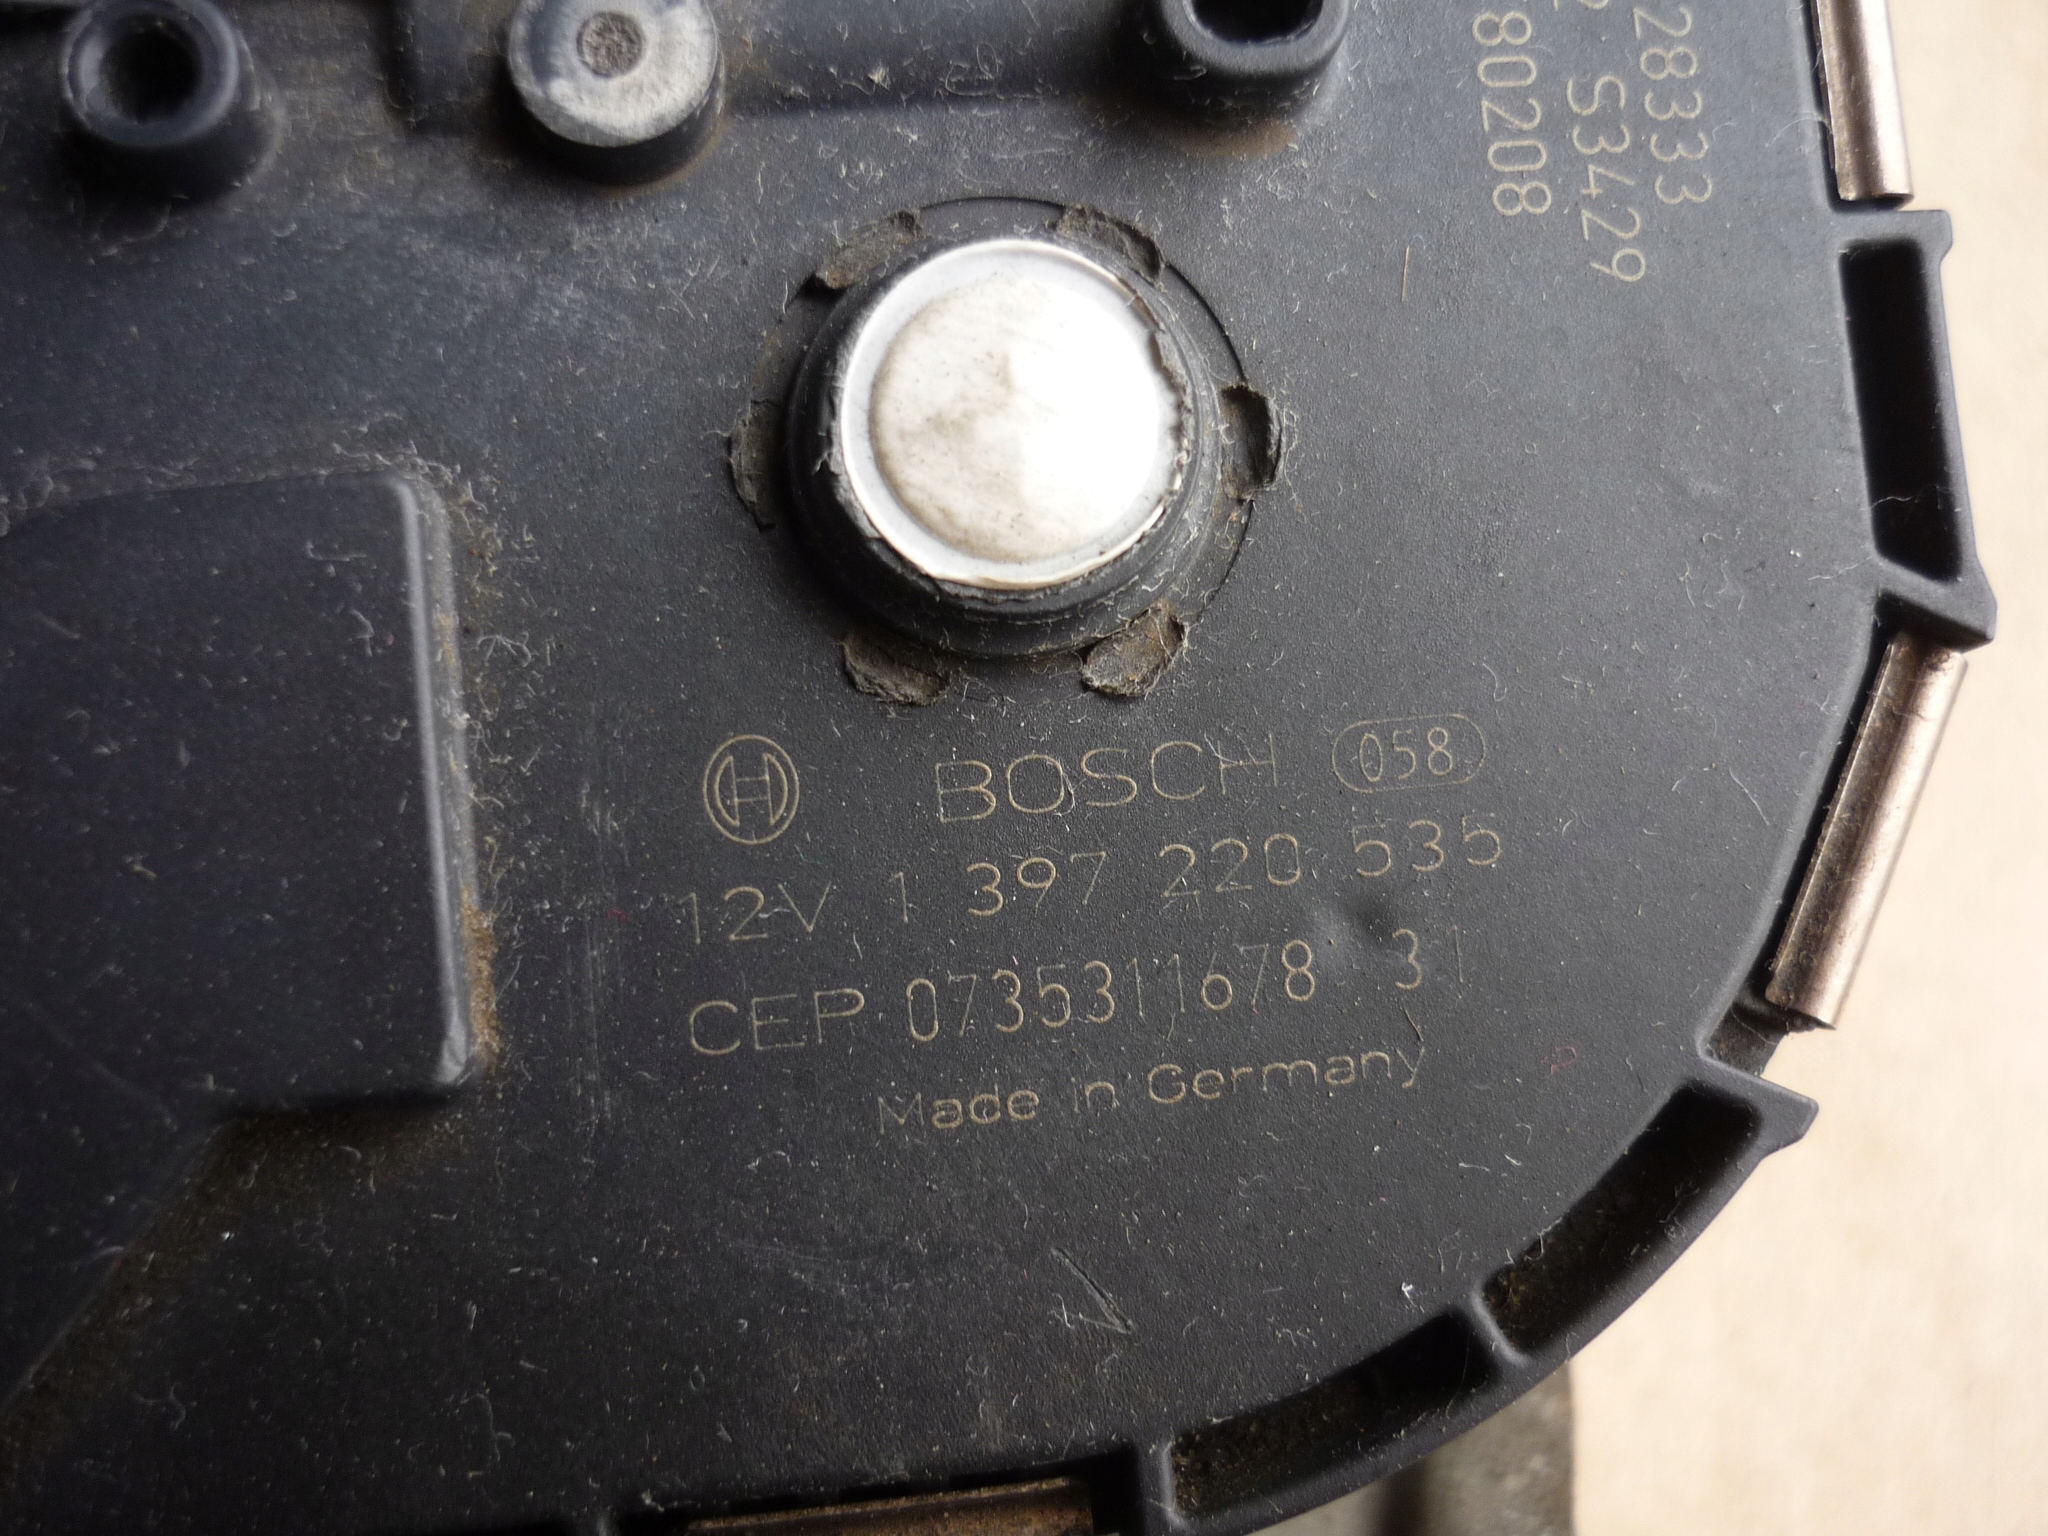 28333
S3429
80208
BOSCH 058
12V 1 397 220 535
CEP 0735311678 31
Made in Germany